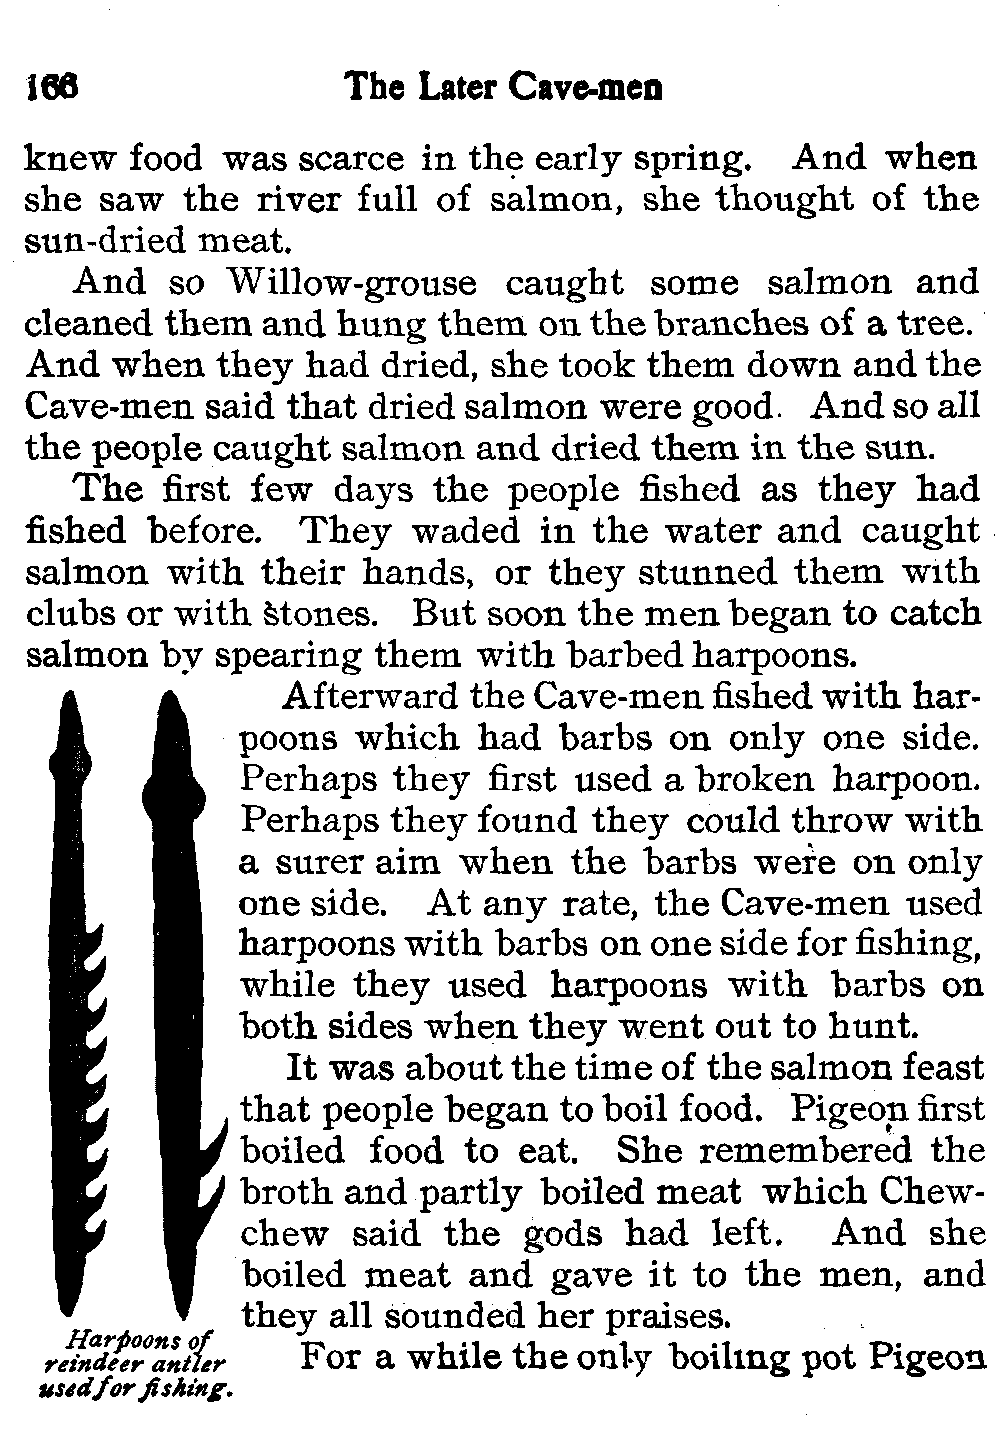 166 The Later Cave-men
knew food was scarce in the early spring. And when
she saw the river full of salmon, she thought of the
sun-dried meat.
And so Willow-grouse caught some salmon and
cleaned them and hung them on the branches of a tree.
And when they had dried, she took them down and the
Cave-men said that dried salmon were good. And so all
the people caught salmon and dried them in the sun.
The first few days the people fished as they had
fished before. They waded in the water and caught
salmon with their hands, or they stunned them with
clubs or with stones. But soon the men began to catch
salmon by spearing them with barbed harpoons.
Afterward the Cave-men fished with har-
poons which had barbs on only one side.
Perhaps they first used a broken harpoon.
Perhaps they found they could throw with
a surer aim when the barbs were on only
one side. At any rate, the Cave-men used
harpoons with barbs on one side for fishing,
while they used harpoons with barbs on
both sides when they went out to hunt.
It was about the time of the salmon feast
that people began to boil food. Pigeon first
boiled food to eat. She remembered the
broth and partly boiled meat which Chew-
chew said the gods had left. And she
boiled meat and gave it to the men, and
they all sounded her praises.
For a while the only boiling pot Pigeon
Harpoons of
reindeer antler
used for fishing.